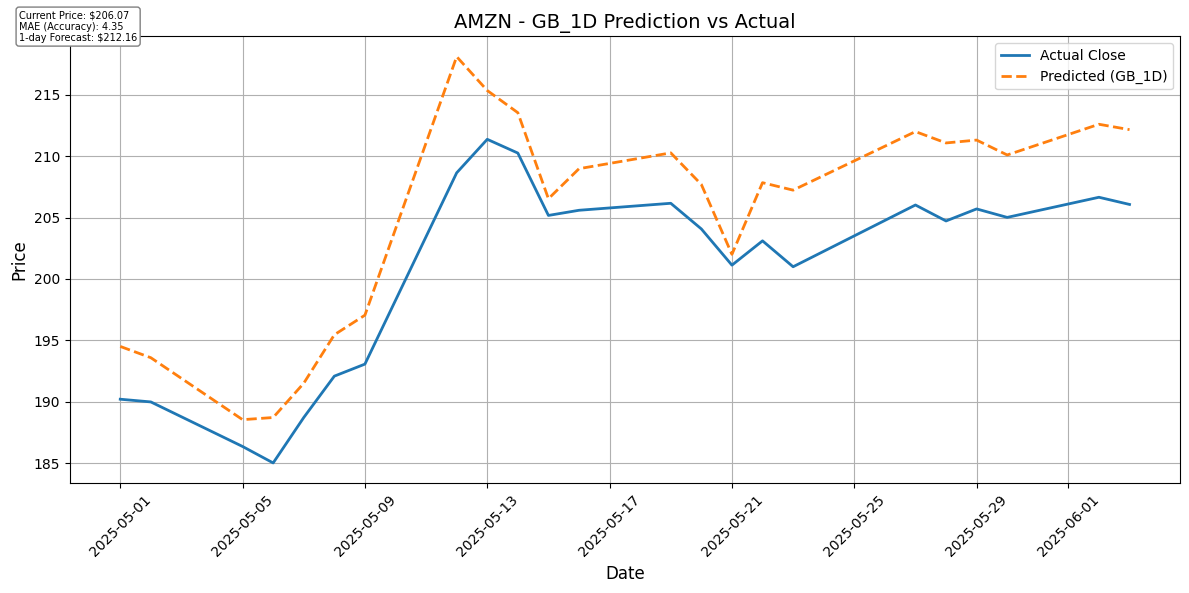 AMZN - GB_1D Prediction vs Actual
Current Price: $206.07
MAE (Accuracy): 4.35
1-day Forecast: $212.16
Actual Close
Predicted (GB_1D)
Price
215
210
205
200
195
190
185
2025-05-01
2025-05-05
2025-05-09
2025-05-13
2025-05-17
2025-05-21
2025-05-25
2025-05-29
2025-06-01
Date